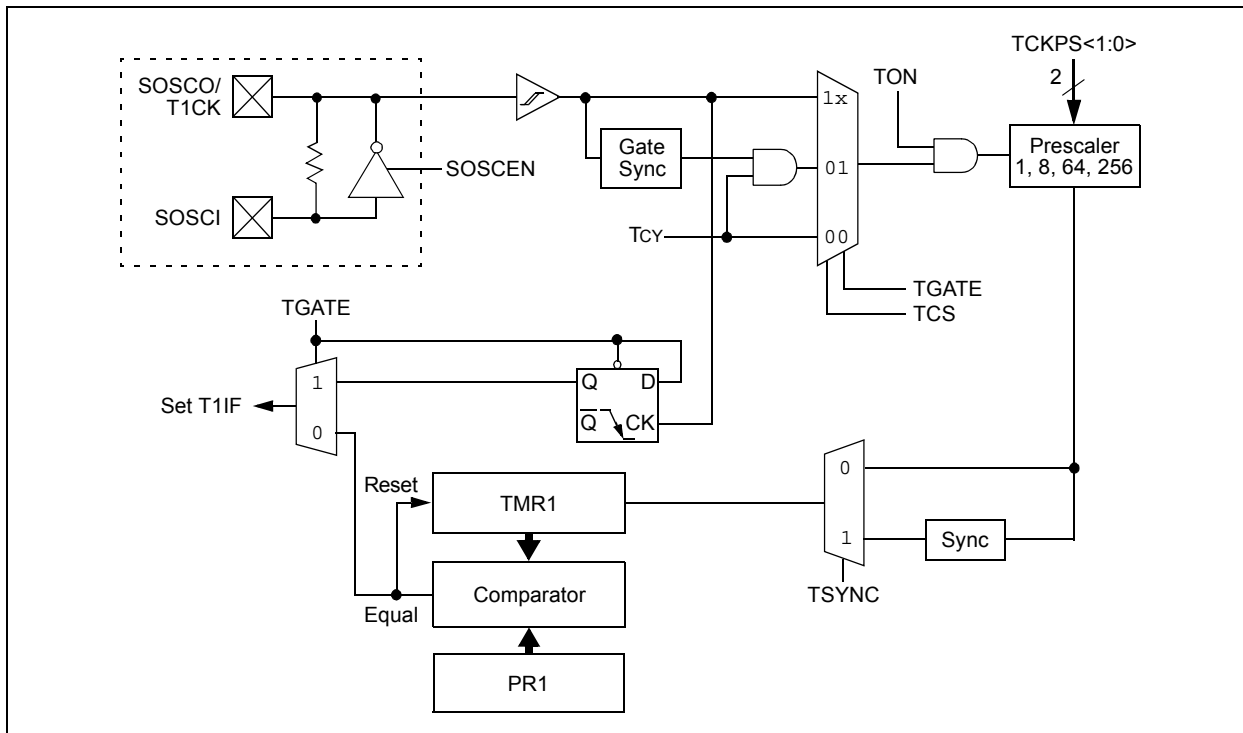 TCKPS<1:0>
2
SOSCO/
T1CK
TON
1x
Gate
Sync
Prescaler
1, 8, 64, 256
SOSCEN
01
SOSCI
TCY
00
TGATE
TCS
TGATE
1
Q
D
Set T1IF
Q
CK
0
Reset
TMR1
0
1
Sync
Comparator
TSYNC
Equal
PR1